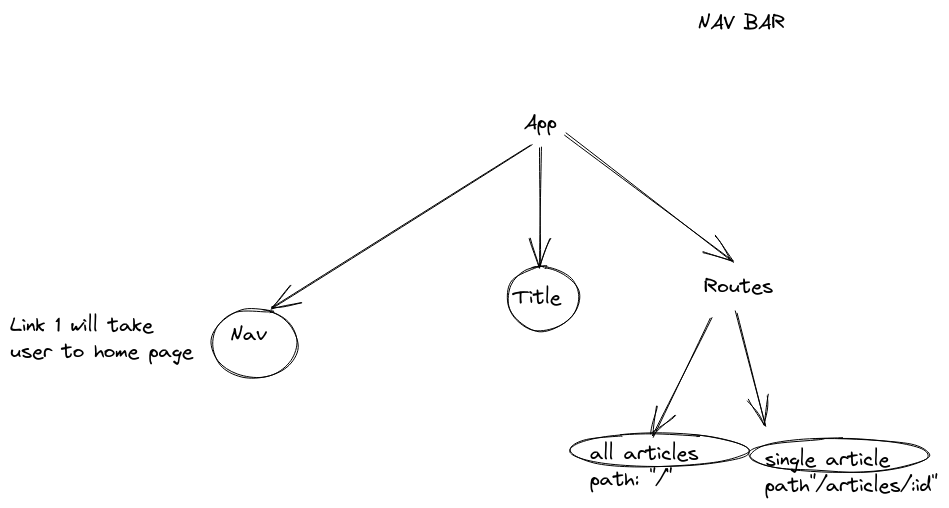 NAV BAR
App
Title
Routes
Link 1 will take
user to home page
Nav
all articles
path: "/"
single article
path"/articles/:id"